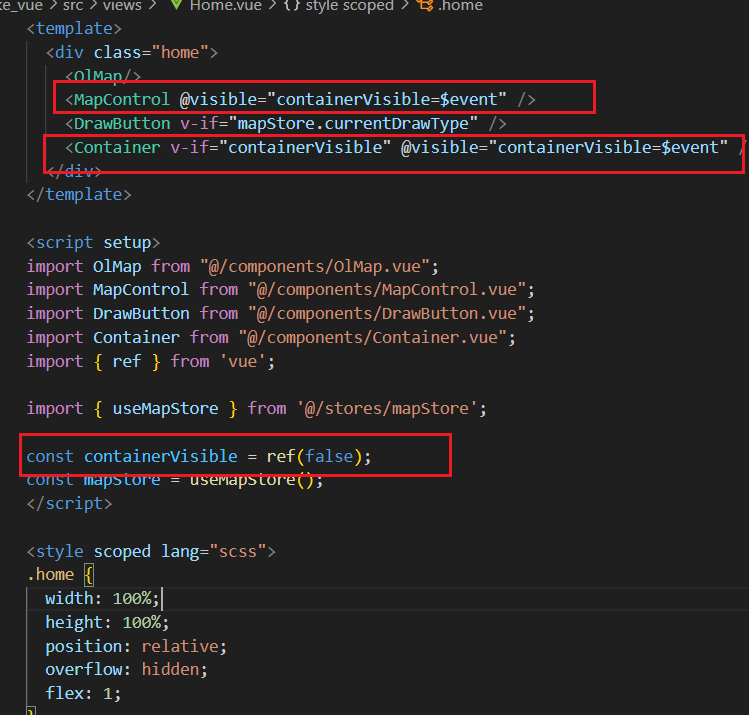 ke_vue > src > views > Home.vue > {} style scoped > .home
<template>
  <div class="home">
    <OlMap/>
    <MapControl @visible="containerVisible=$event" />
    <DrawButton v-if="mapStore.currentDrawType" />
    <Container v-if="containerVisible" @visible="containerVisible=$event" /
  </div>
</template>

<script setup>
import OlMap from "@/components/OlMap.vue";
import MapControl from "@/components/MapControl.vue";
import DrawButton from "@/components/DrawButton.vue";
import Container from "@/components/Container.vue";
import { ref } from 'vue';

import { useMapStore } from '@/stores/mapStore';

const containerVisible = ref(false);
const mapStore = useMapStore();
</script>

<style scoped lang="scss">
.home {
  width: 100%;
  height: 100%;
  position: relative;
  overflow: hidden;
  flex: 1;
}